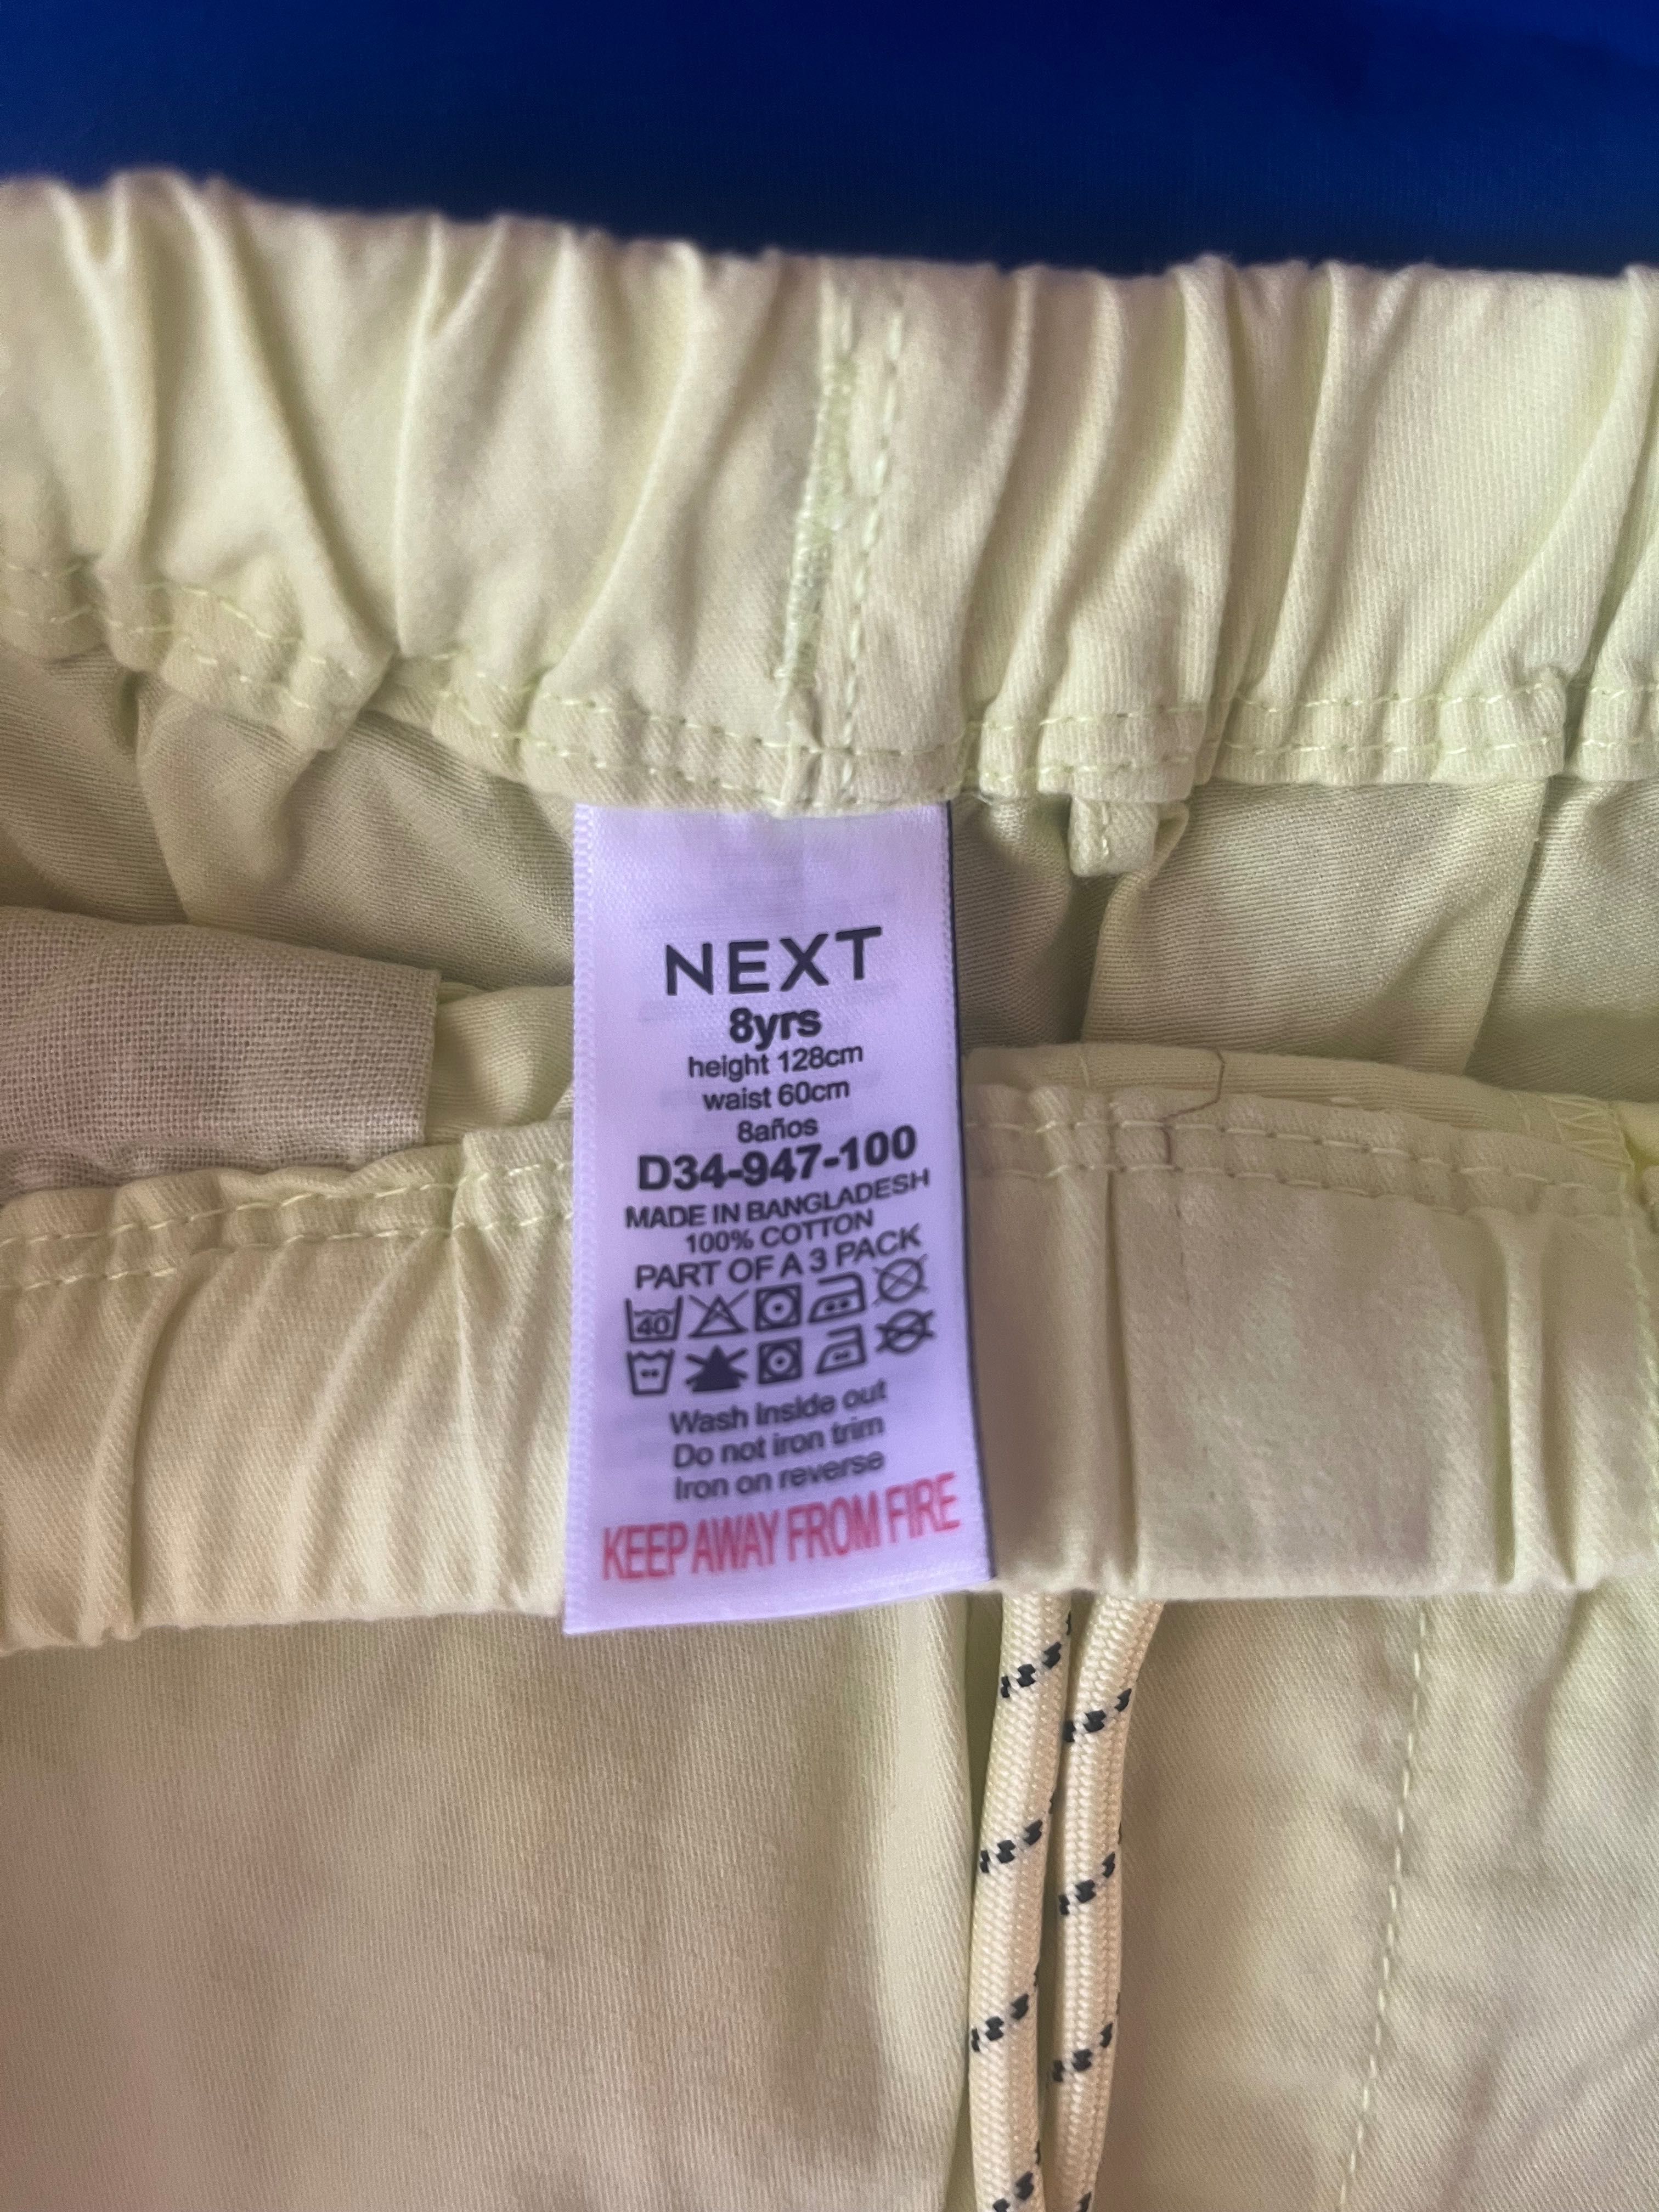 NEXT
8yrs
height 128cm
waist 60cm
8años
D34-947-100
MADE IN BANGLADESH
100% COTTON
PART OF A 3 PACK
40
Wash inside out
Do not iron trim
Iron on reverse
KEEP AWAY FROM FIRE